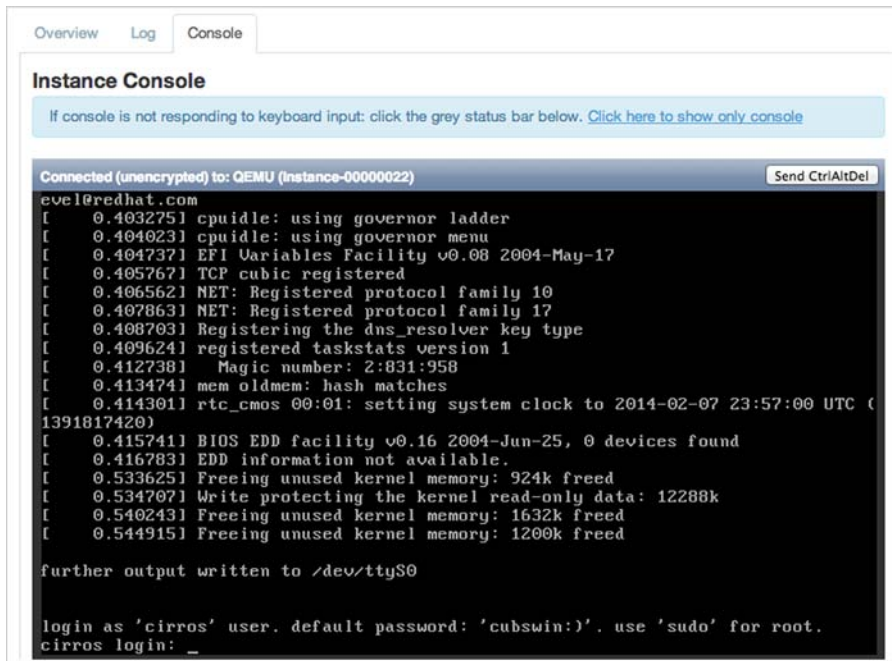 Overview Log Console
Instance Console
If console is not responding to keyboard input: click the grey status bar below. Click here to show only console
Connected (unencrypted) to: QEMU (Instance-00000022) Send CtrlAltDel
evel@redhat.com
[    0.403275] cpuidle: using governor ladder
[    0.404023] cpuidle: using governor menu
[    0.404737] EFI Variables Facility v0.08 2004-May-17
[    0.405767] TCP cubic registered
[    0.406562] NET: Registered protocol family 10
[    0.407863] NET: Registered protocol family 17
[    0.408703] Registering the dns_resolver key type
[    0.409624] registered taskstats version 1
[    0.412738]   Magic number: 2:831:958
[    0.413474] mem oldmem: hash matches
[    0.414301] rtc_cmos 00:01: setting system clock to 2014-02-07 23:57:00 UTC (
1391817420)
[    0.415741] BIOS EDD facility v0.16 2004-Jun-25, 0 devices found
[    0.416783] EDD information not available.
[    0.533625] Freeing unused kernel memory: 924k freed
[    0.534707] Write protecting the kernel read-only data: 12288k
[    0.540243] Freeing unused kernel memory: 1632k freed
[    0.544915] Freeing unused kernel memory: 1200k freed
further output written to /dev/ttyS0
login as 'cirros' user. default password: 'cubswin:)'. use 'sudo' for root.
cirros login: _